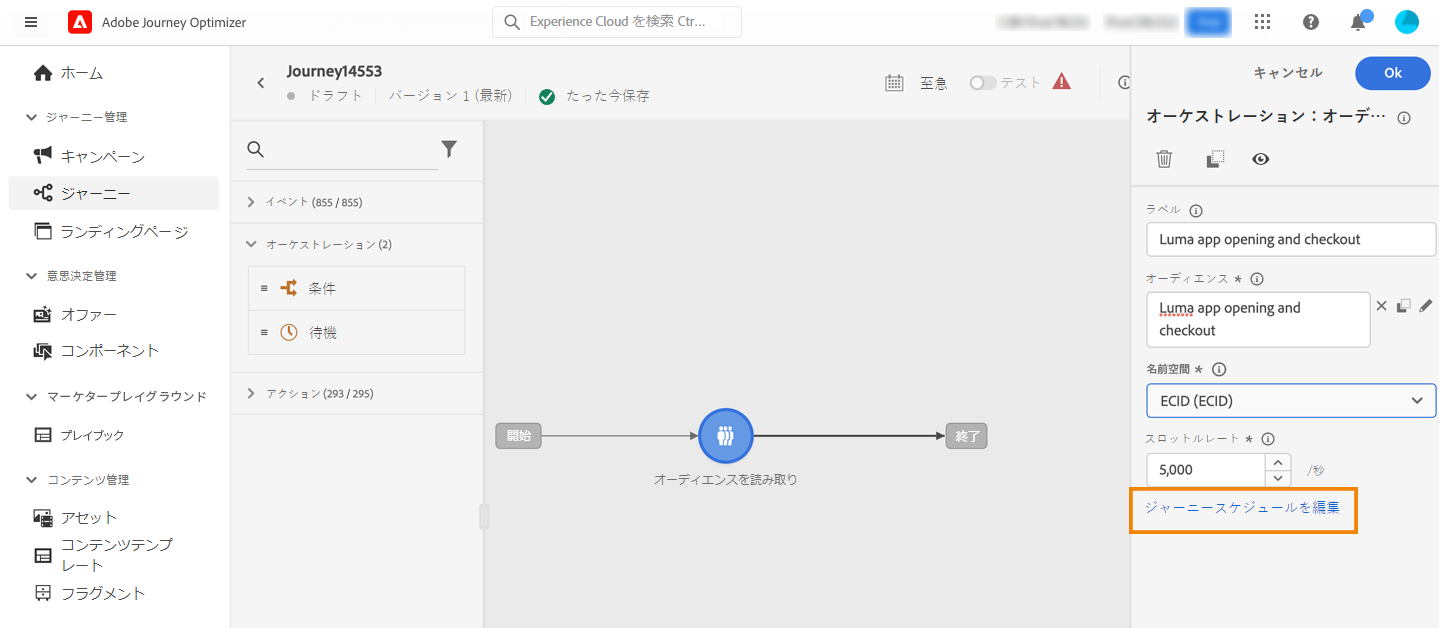 Adobe Journey Optimizer
Experience Cloud を検索 Ctr...
ホーム
ジャーニー管理
キャンペーン
ジャーニー
ランディングページ
意思決定管理
オファー
コンポーネント
マーケタープレイグラウンド
プレイブック
コンテンツ管理
アセット
コンテンツテンプ
レート
フラグメント
Journey14553
ドラフト
バージョン 1 (最新)
たった今保存
至急
テスト
イベント (855 / 855)
オーケストレーション (2)
条件
待機
アクション (293 / 295)
開始
オーディエンスを読み取り
終了
キャンセル
Ok
オーケストレーション：オーデ…
ラベル
Luma app opening and checkout
オーディエンス *
Luma app opening and
checkout
名前空間 *
ECID (ECID)
スロットルレート *
5,000
/秒
ジャーニースケジュールを編集